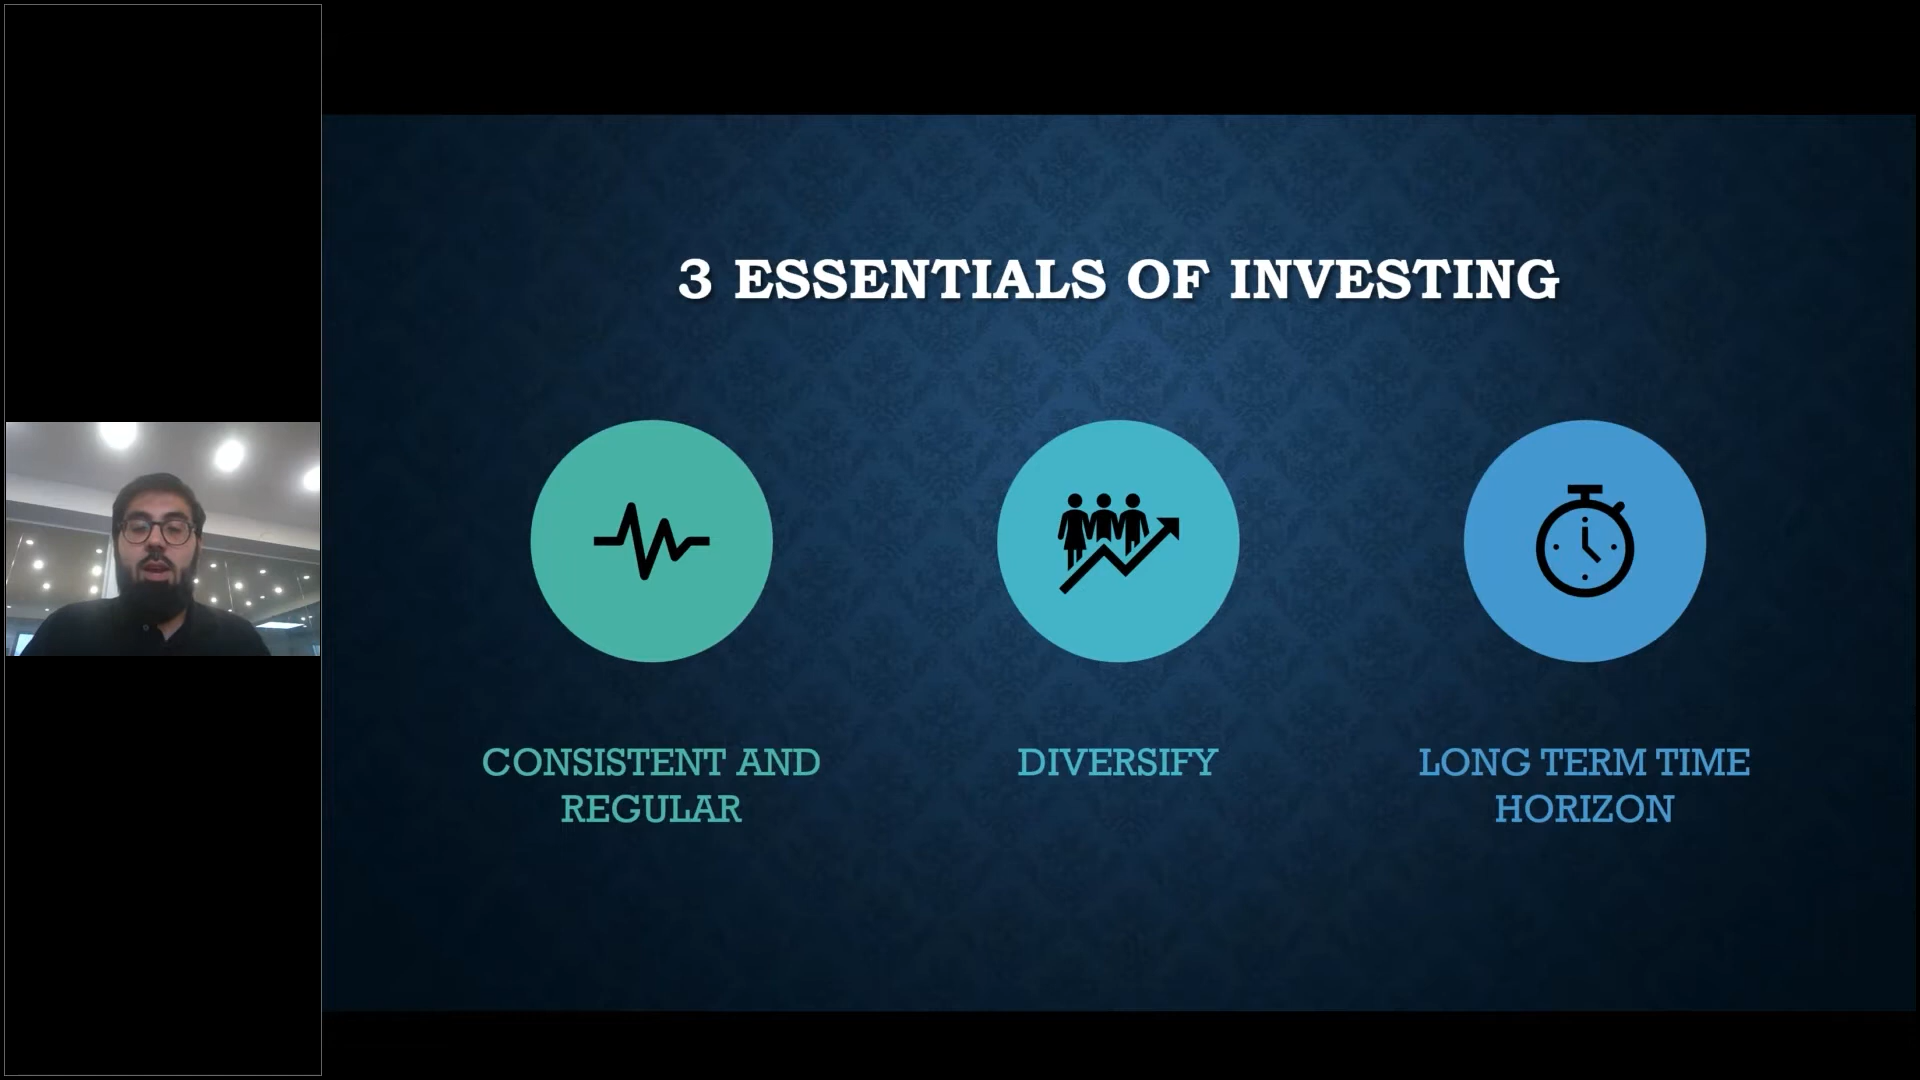 3 ESSENTIALS OF INVESTING
CONSISTENT AND
REGULAR
DIVERSIFY
LONG TERM TIME
HORIZON